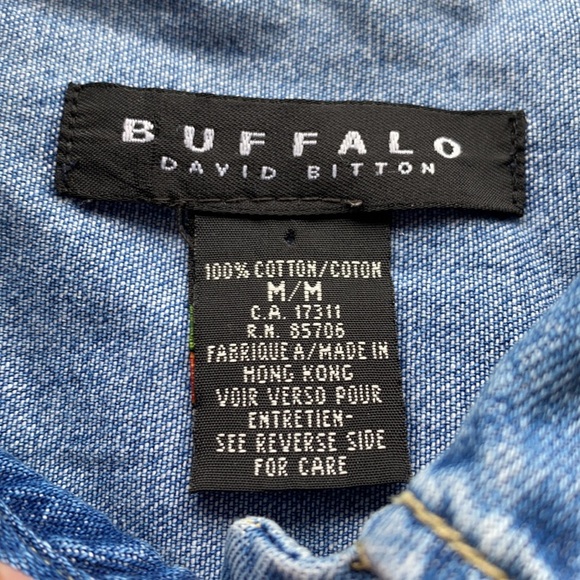 BUFFALO
DAVID BITTON
100% COTTON/COTON
M/M
C.A. 17311
R.N. 85706
FABRIQUE A/MADE IN
HONG KONG
VOIR VERSO POUR
ENTRETIEN-
SEE REVERSE SIDE
FOR CARE